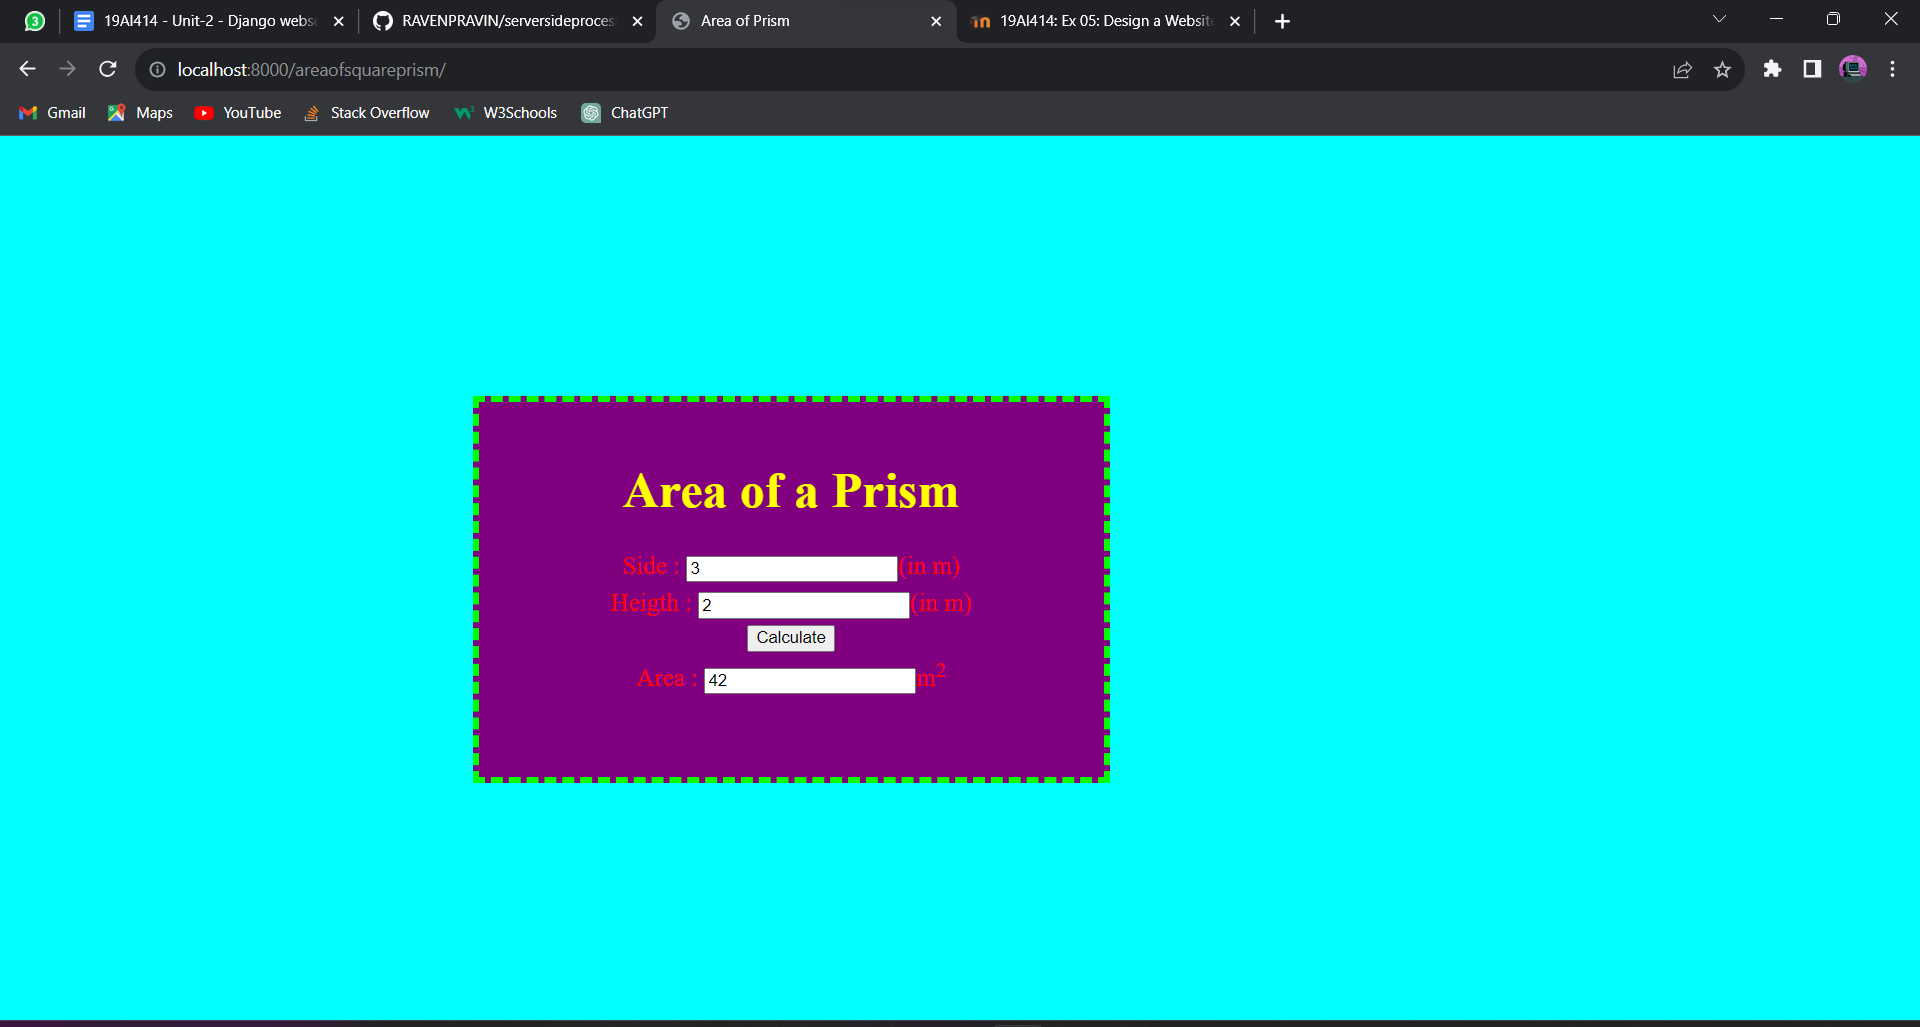 3
19AI414 - Unit-2 - Django webs
RAVENPRAVIN/serversideproces
Area of Prism
19AI414: Ex 05: Design a Websit
localhost:8000/areaofsquareprism/
Gmail
Maps
YouTube
Stack Overflow
W3Schools
ChatGPT
Area of a Prism
Side : 3 (in m)
Heigth : 2 (in m)
Calculate
Area : 42 m²